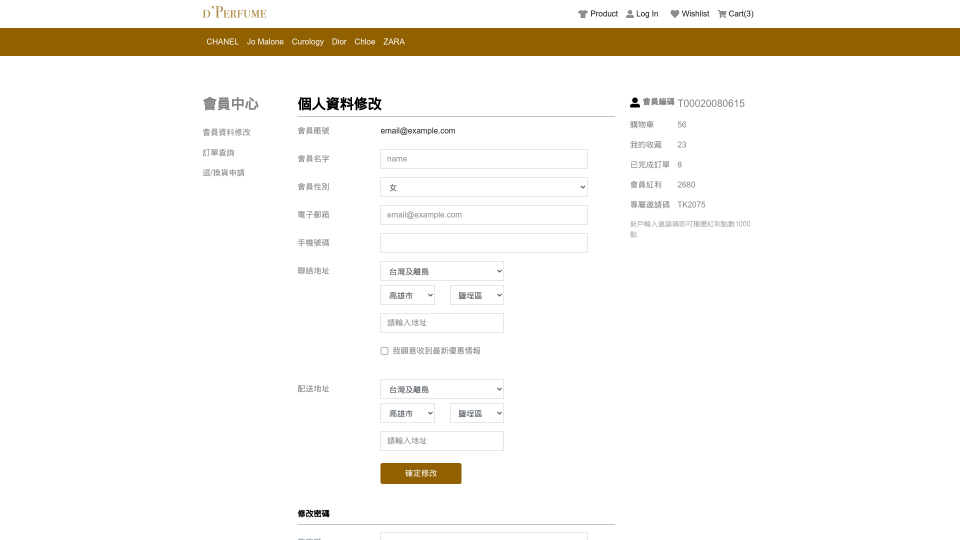 D'PERFUME
Product Log In Wishlist Cart(3)
CHANEL Jo Malone Curology Dior Chloe ZARA
會員中心
會員資料修改
訂單查詢
退/換貨申請
個人資料修改
會員賬號 email@example.com
會員名字 name
會員性別 女
電子郵箱 email@example.com
手機號碼
聯絡地址 台灣及離島
高雄市 鹽埕區
請輸入地址
我願意收到最新優惠情報
配送地址 台灣及離島
高雄市 鹽埕區
請輸入地址
確定修改
修改密碼
會員編碼 T00020080615
購物車 56
我的收藏 23
已完成訂單 8
會員紅利 2680
專屬邀請碼 TK2075
新戶輸入邀請碼即可獲贈紅利點數1000
點